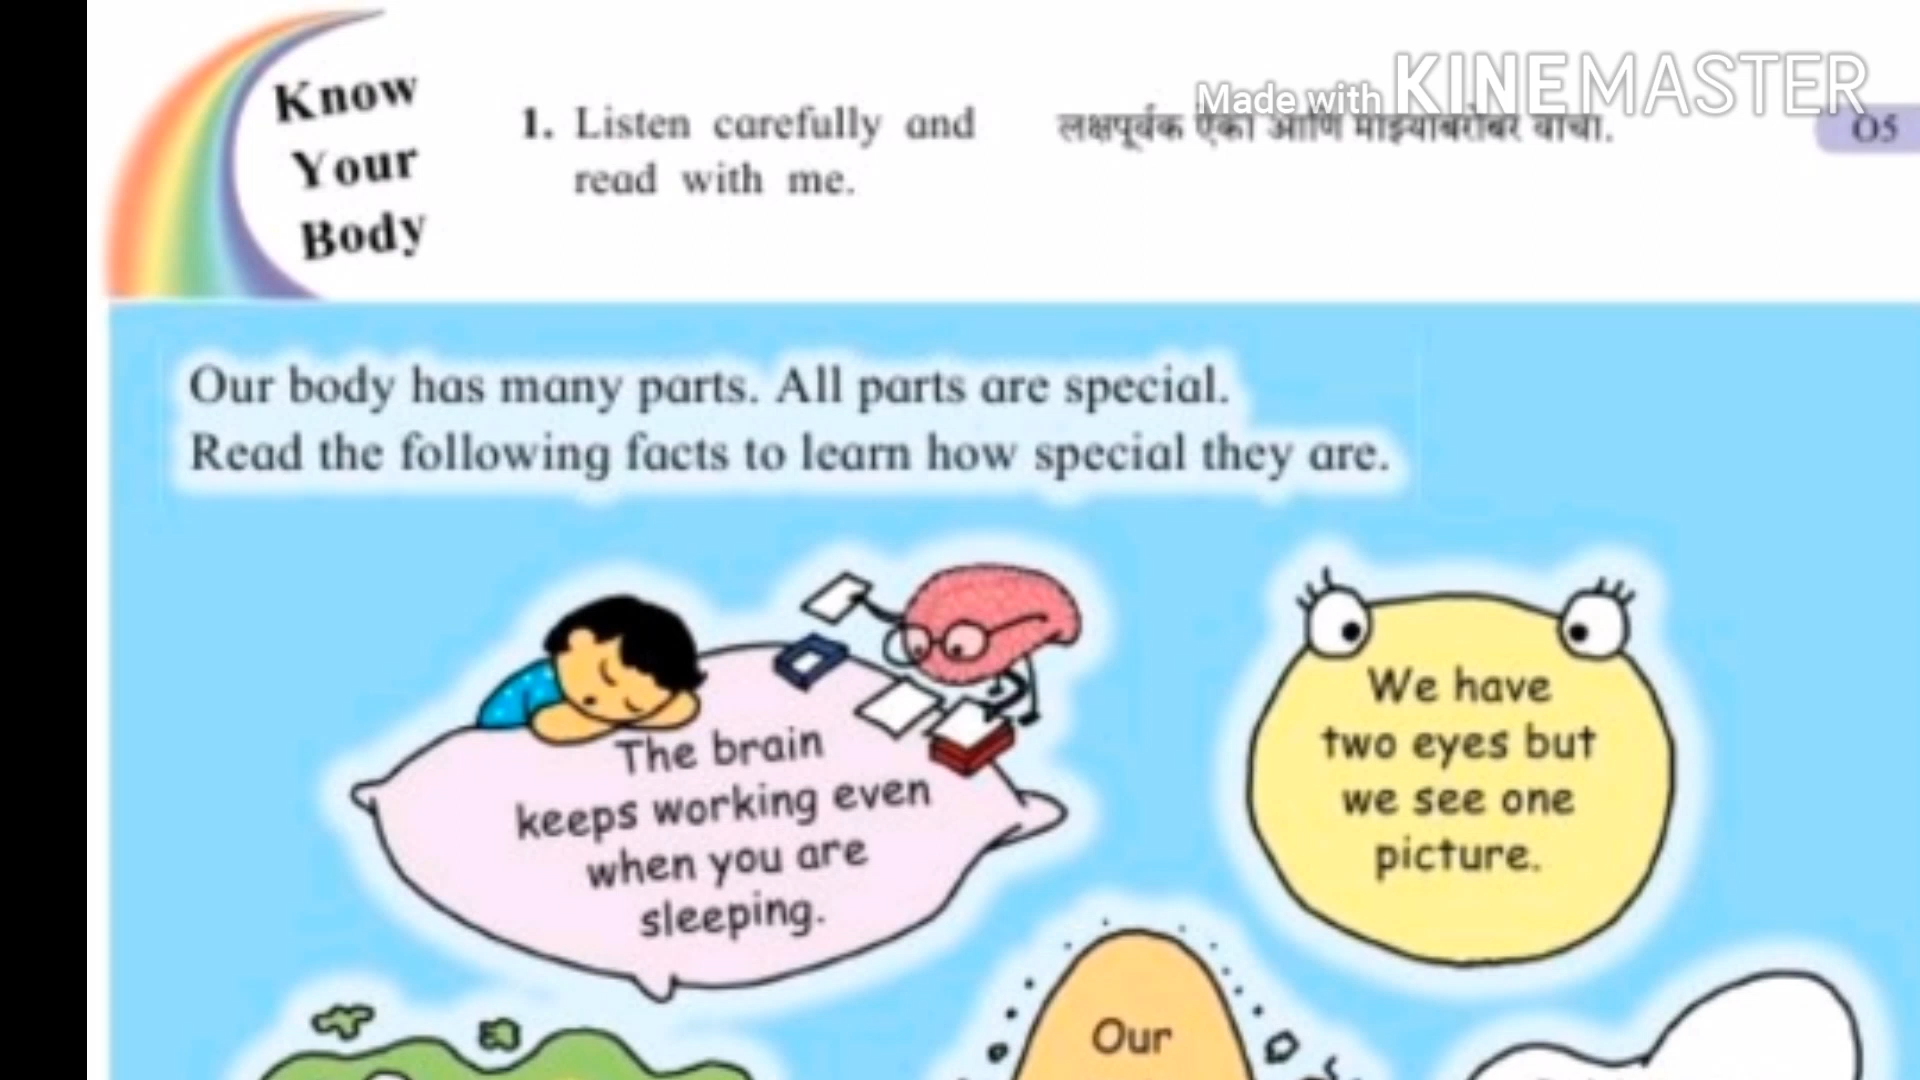 Made with KINEMASTER
Know
Your
Body
1. Listen carefully and
read with me.
लक्षपूर्वक ऐका आणि माझ्याबरोबर वाचा.
O5
Our body has many parts. All parts are special.
Read the following facts to learn how special they are.
The brain
keeps working even
when you are
sleeping.
We have
two eyes but
we see one
picture.
Our